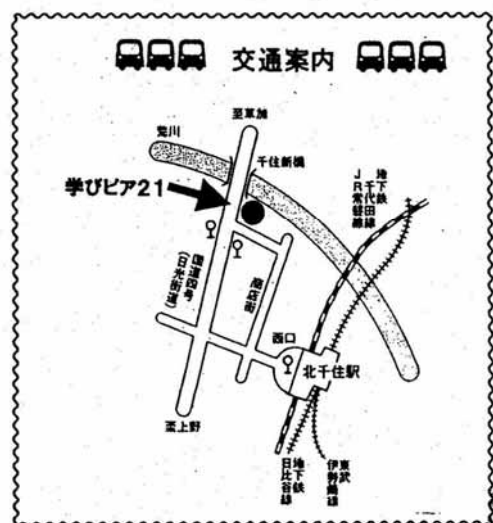 交通案内
至草加
荒川
千住新橋
学びピア21
地下鉄
千代田線
JR常磐線
国道四号
(日光街道)
商店街
西口
北千住駅
至上野
地下鉄
日比谷線
東武
伊勢崎線